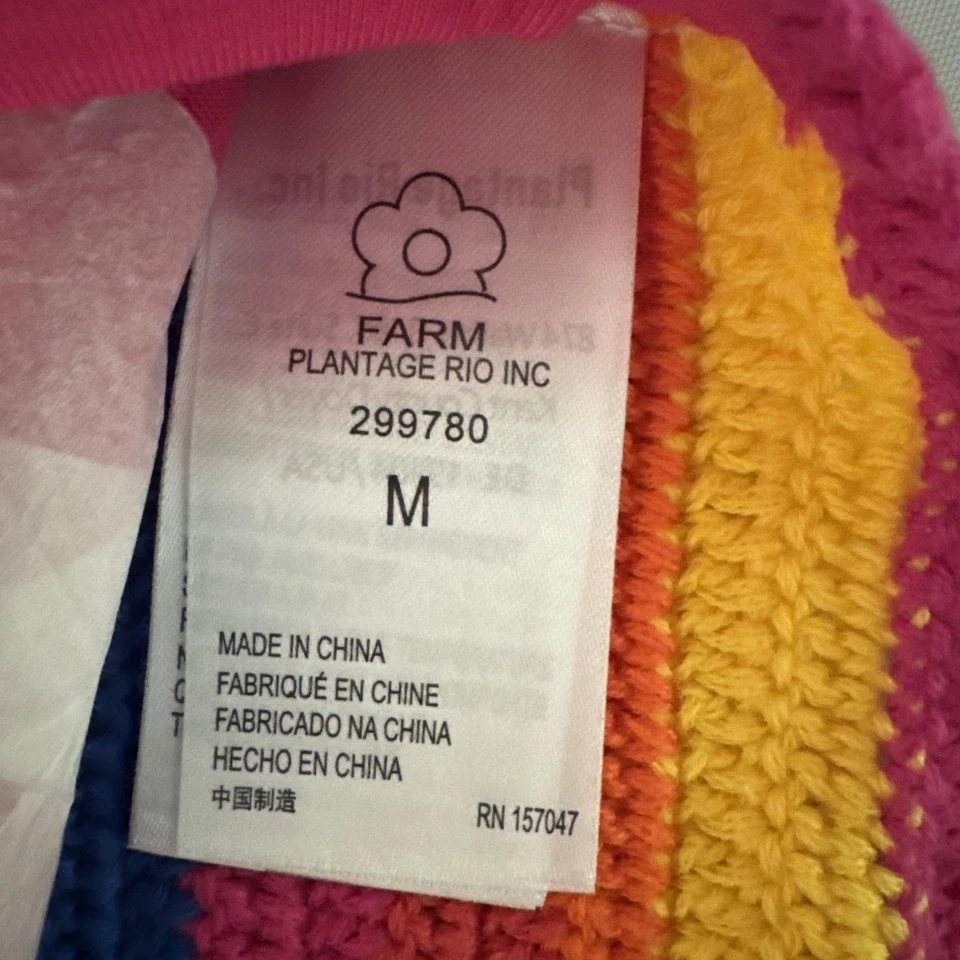 FARM
PLANTAGE RIO INC
299780
M
MADE IN CHINA
FABRIQUÉ EN CHINE
FABRICADO NA CHINA
HECHO EN CHINA
中国制造
RN 157047